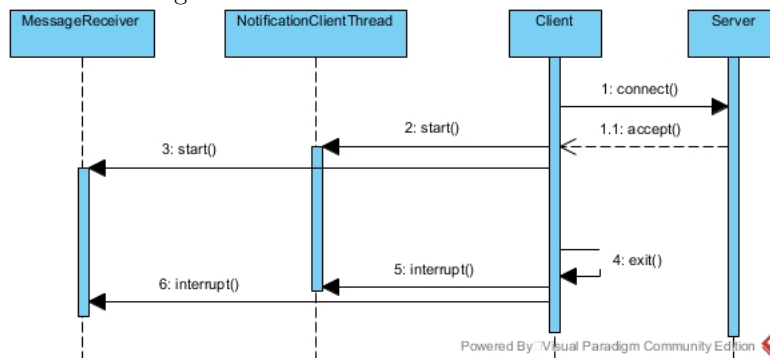 MessageReceiver
NotificationClientThread
Client
Server
1: connect()
2: start()
1.1: accept()
3: start()
4: exit()
5: interrupt()
6: interrupt()
Powered By Visual Paradigm Community Edition